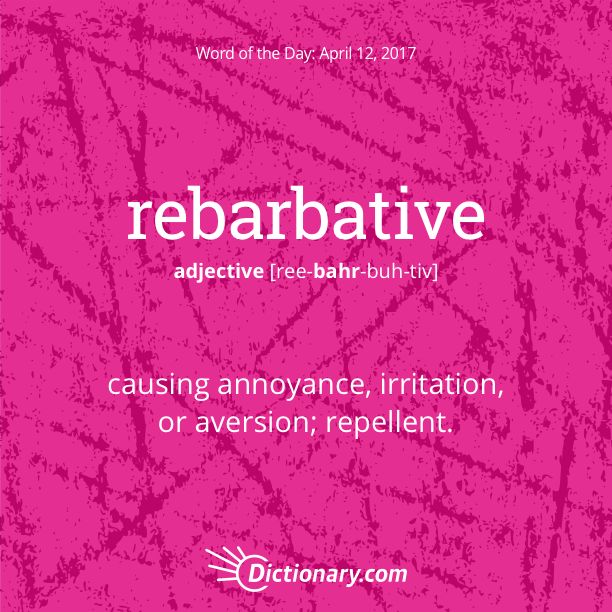 Word of the Day: April 12, 2017
rebarbative
adjective [ree-bahr-buh-tiv]
causing annoyance, irritation,
or aversion; repellent.
Dictionary.com